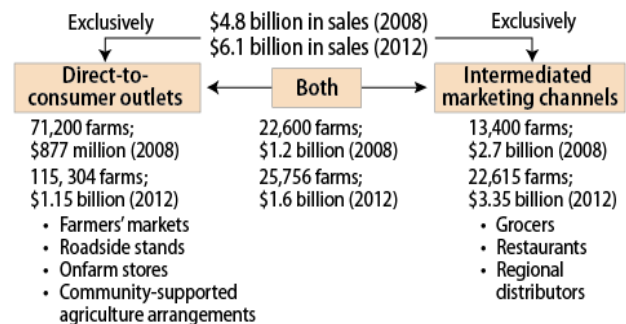 Exclusively
$4.8 billion in sales (2008)
$6.1 billion in sales (2012)
Exclusively
Direct-to-
consumer outlets
Both
Intermediated
marketing channels
71,200 farms;
$877 million (2008)
115, 304 farms;
$1.15 billion (2012)
• Farmers' markets
• Roadside stands
• Onfarm stores
• Community-supported
agriculture arrangements
22,600 farms;
$1.2 billion (2008)
25,756 farms;
$1.6 billion (2012)
13,400 farms;
$2.7 billion (2008)
22,615 farms;
$3.35 billion (2012)
• Grocers
• Restaurants
• Regional
distributors